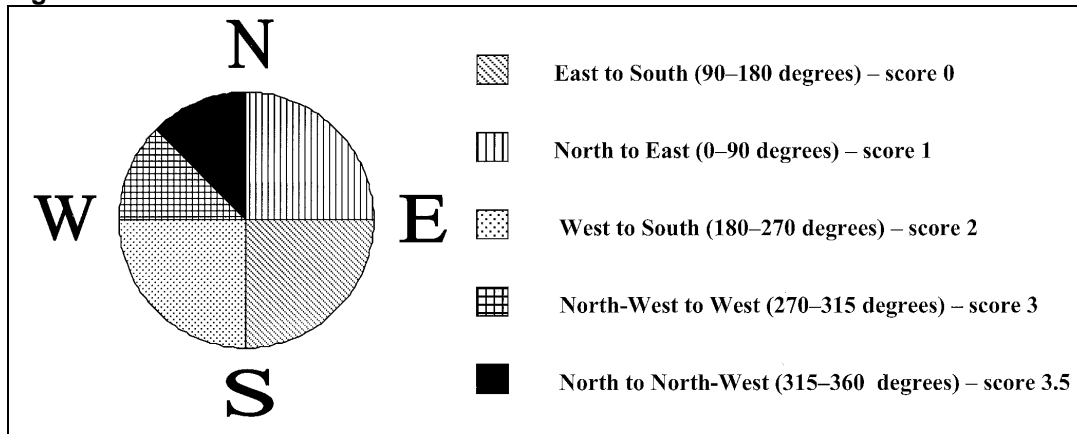 N
W
E
S
East to South (90–180 degrees) – score 0
North to East (0–90 degrees) – score 1
West to South (180–270 degrees) – score 2
North-West to West (270–315 degrees) – score 3
North to North-West (315–360 degrees) – score 3.5